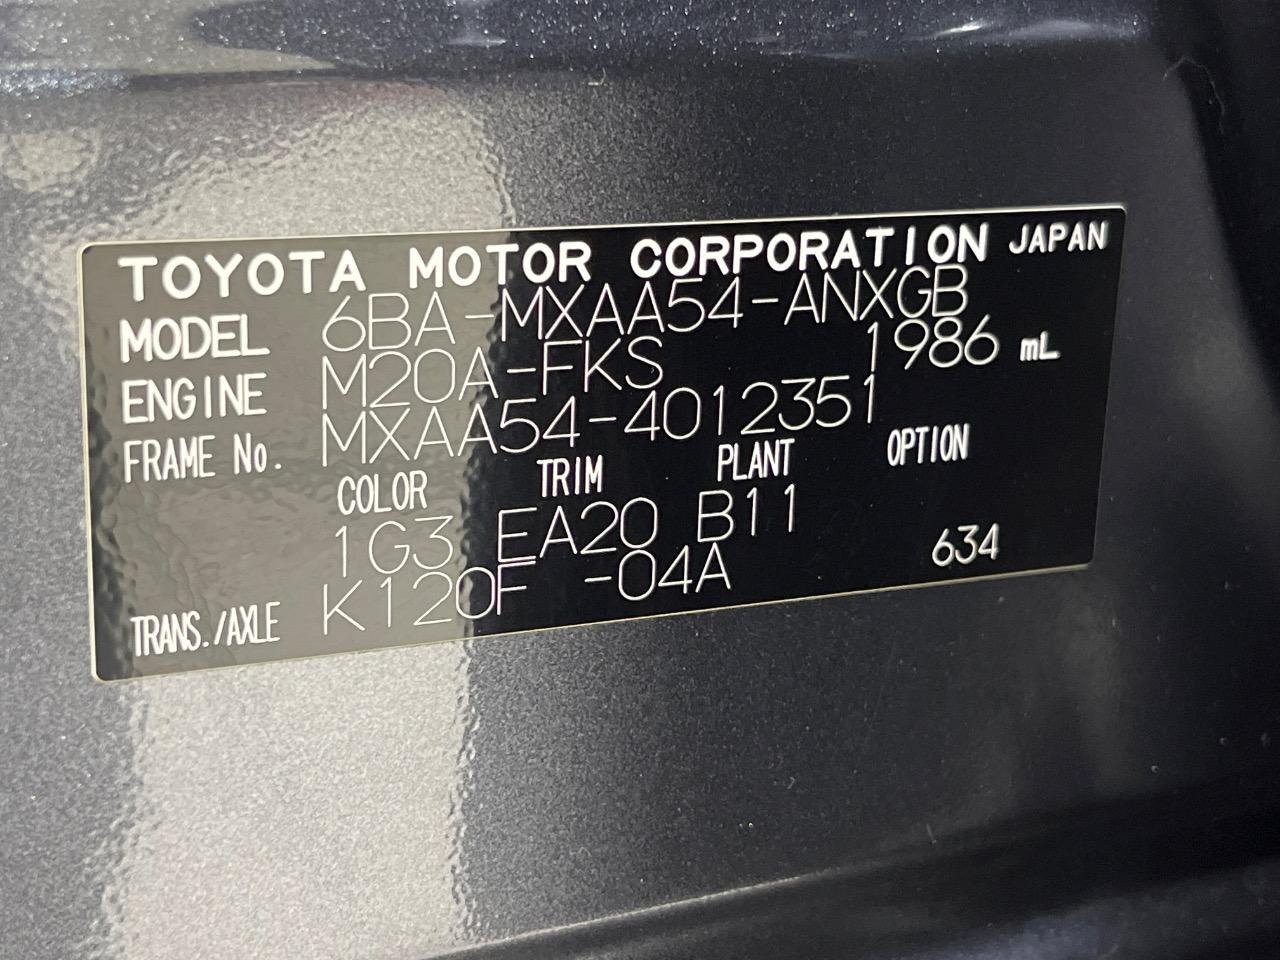 TOYOTA MOTOR CORPORATION JAPAN
MODEL 6BA-MXAA54-ANXGB
ENGINE M20A-FKS 1986 mL
FRAME No. MXAA54-4012351
COLOR TRIM PLANT OPTION
1G3 EA20 B11
TRANS./AXLE K120F -04A 634